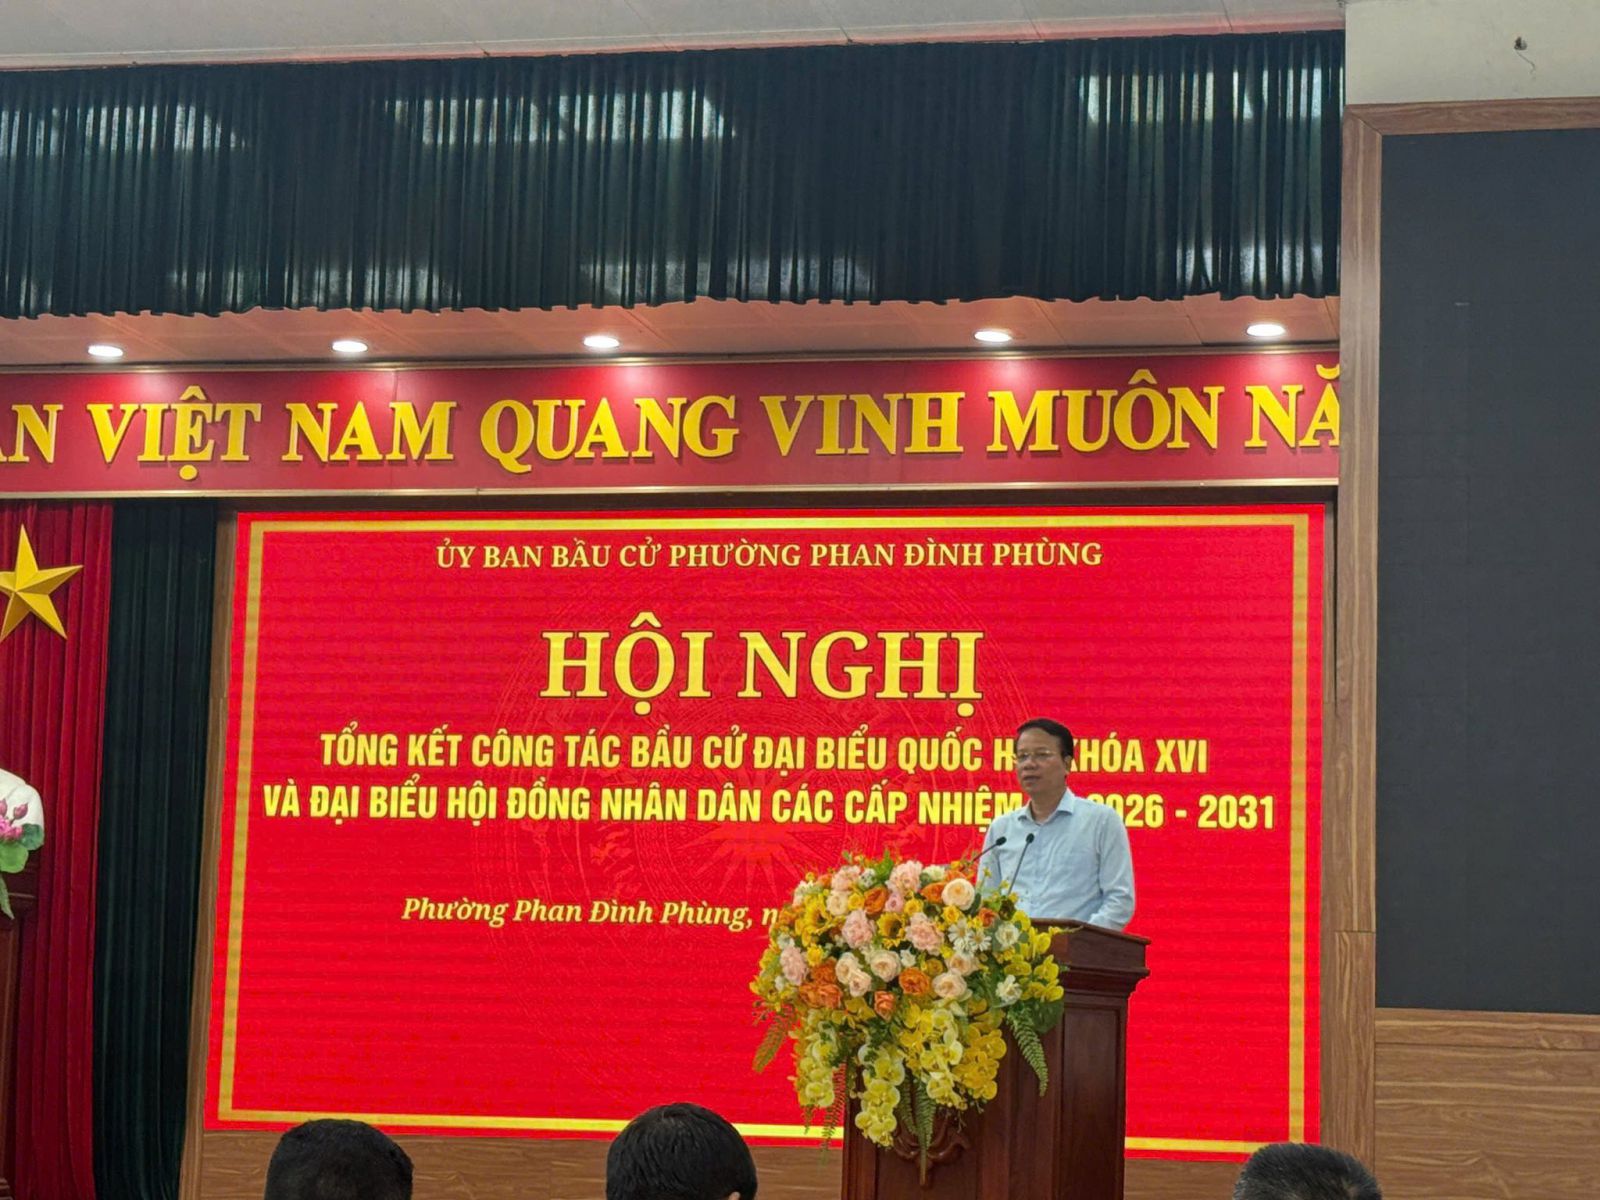 VIỆT NAM QUANG VINH MUÔN
ỦY BAN BẦU CỬ PHƯỜNG PHAN ĐÌNH PHÙNG
HỘI NGHỊ
TỔNG KẾT CÔNG TÁC BẦU CỬ ĐẠI BIỂU QUỐC KHÓA XVI
VÀ ĐẠI BIỂU HỘI ĐỒNG NHÂN DÂN CÁC CẤP NHIỆM 2026 - 2031
Phường Phan Đình Phùng,